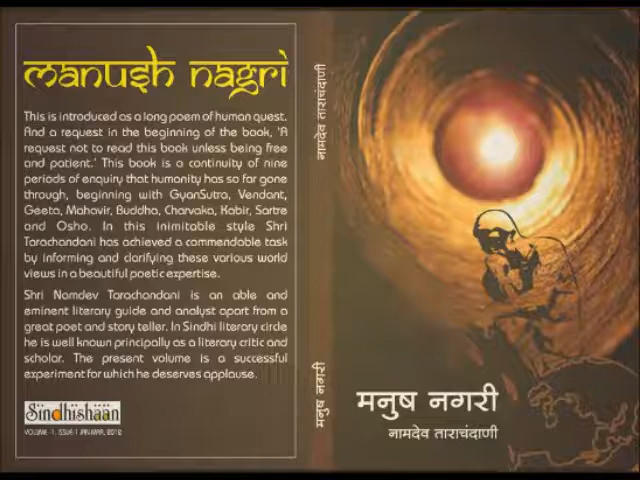 manush nagri
This is introduced as a long poem of human quest.
And a request in the beginning of the book, 'A
request not to read this book unless being free
and patient.' This book is a continuity of nine
periods of enquiry that humanity has so far gone
through, beginning with GyanSutra, Vendant,
Geeta, Mahavir, Buddha, Charvaka, Kabir, Sartre
and Osho. In this inimitable style Shri
Tarachandani has achieved a commendable task
by informing and clarifying these various world
views in a beautiful poetic expertise.
Shri Namdev Tarachandani is an able and
eminent literary guide and analyst apart from a
great poet and story teller. In Sindhi literary circle
he is well known principally as a literary critic and
scholar. The present volume is a successful
experiment for which he deserves applause.
Sindhishaan
VOLUME -1, ISSUE 1 JAN-MAR, 2012
नामदेव ताराचंदाणी
मनुष नगरी
मनुष नगरी
नामदेव ताराचंदाणी